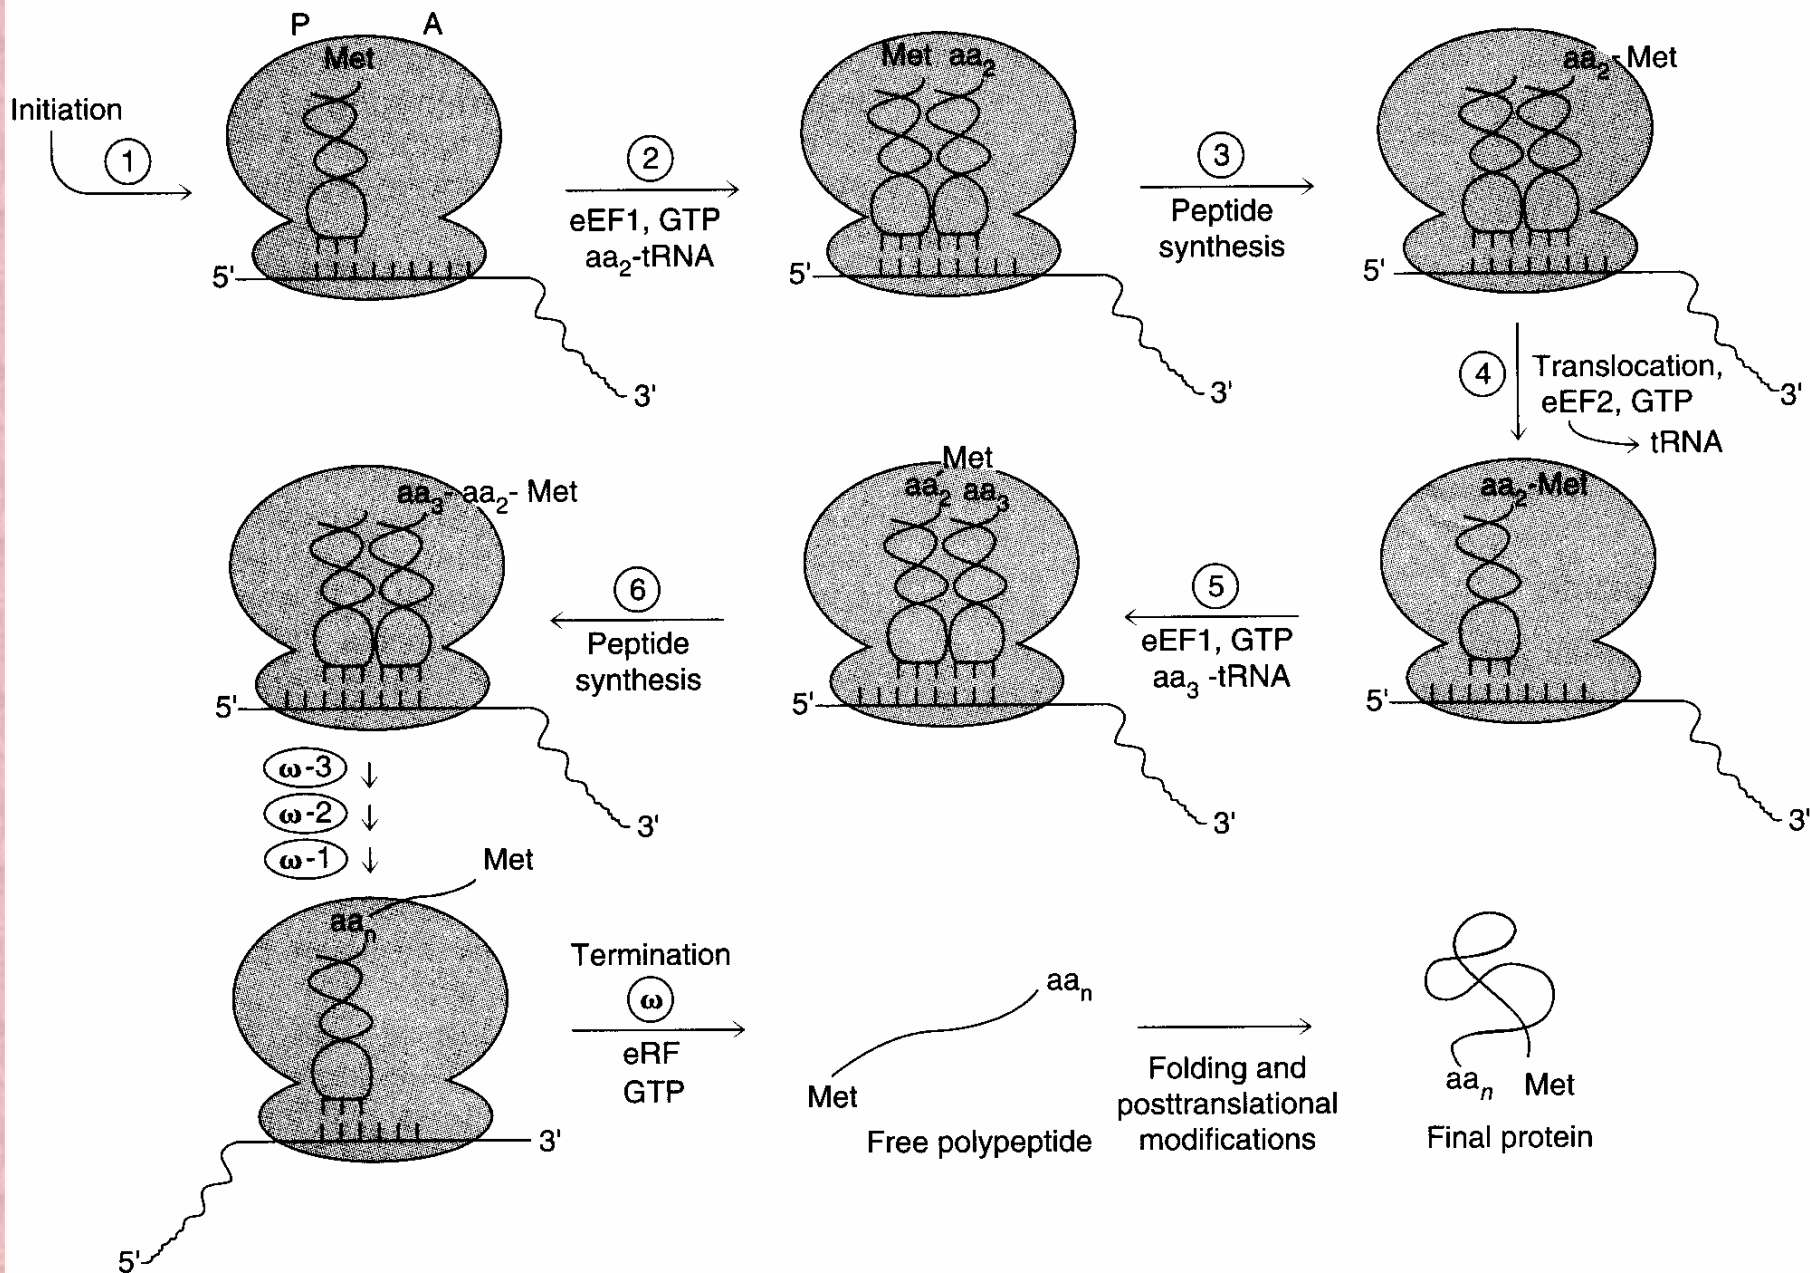 P A
Met
Initiation
1
5'
3'
2
eEF1, GTP
aa2-tRNA
Met aa2
5'
3'
3
Peptide
synthesis
aa2-Met
5'
3'
4
Translocation,
eEF2, GTP
tRNA
aa2-Met
5'
3'
5
eEF1, GTP
aa3 -tRNA
Met
aa2 aa3
5'
3'
6
Peptide
synthesis
aa3- aa2- Met
5'
3'
ω-3
ω-2
ω-1
Met
aan
3'
5'
Termination
ω
eRF
GTP
aan
Met
Free polypeptide
Folding and
posttranslational
modifications
aan Met
Final protein